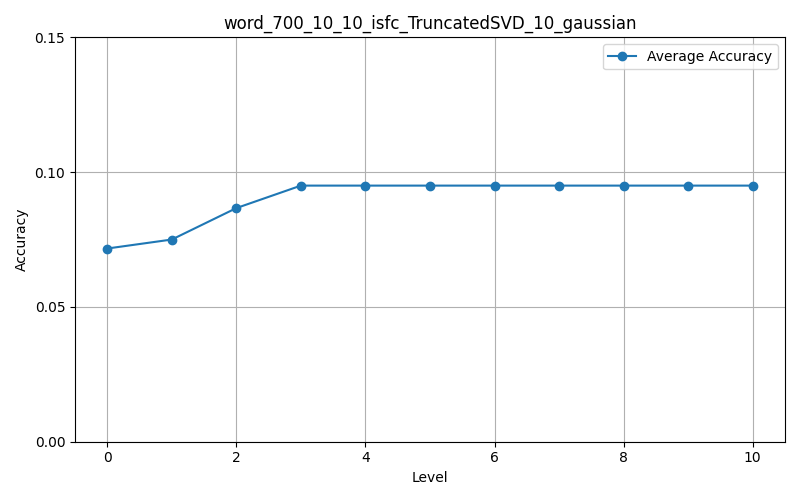 word_700_10_10_isfc_TruncatedSVD_10_gaussian
Average Accuracy
0.15
0.10
0.05
0.00
Accuracy
0 2 4 6 8 10
Level